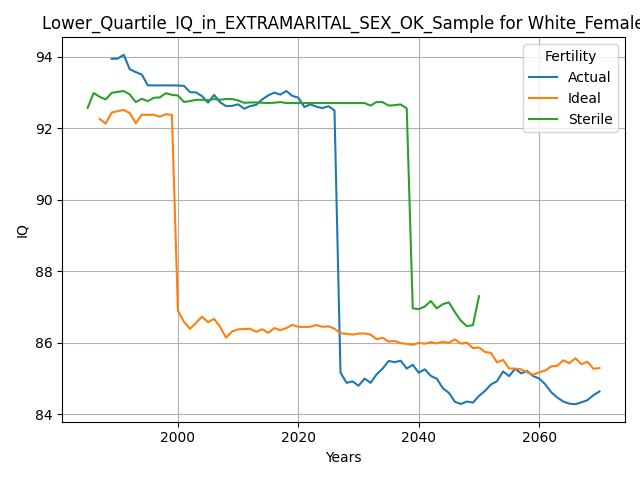 Lower_Quartile_IQ_in_EXTRAMARITAL_SEX_OK_Sample for White_Female
Fertility
Actual
Ideal
Sterile
IQ
94
92
90
88
86
84
2000
2020
2040
2060
Years